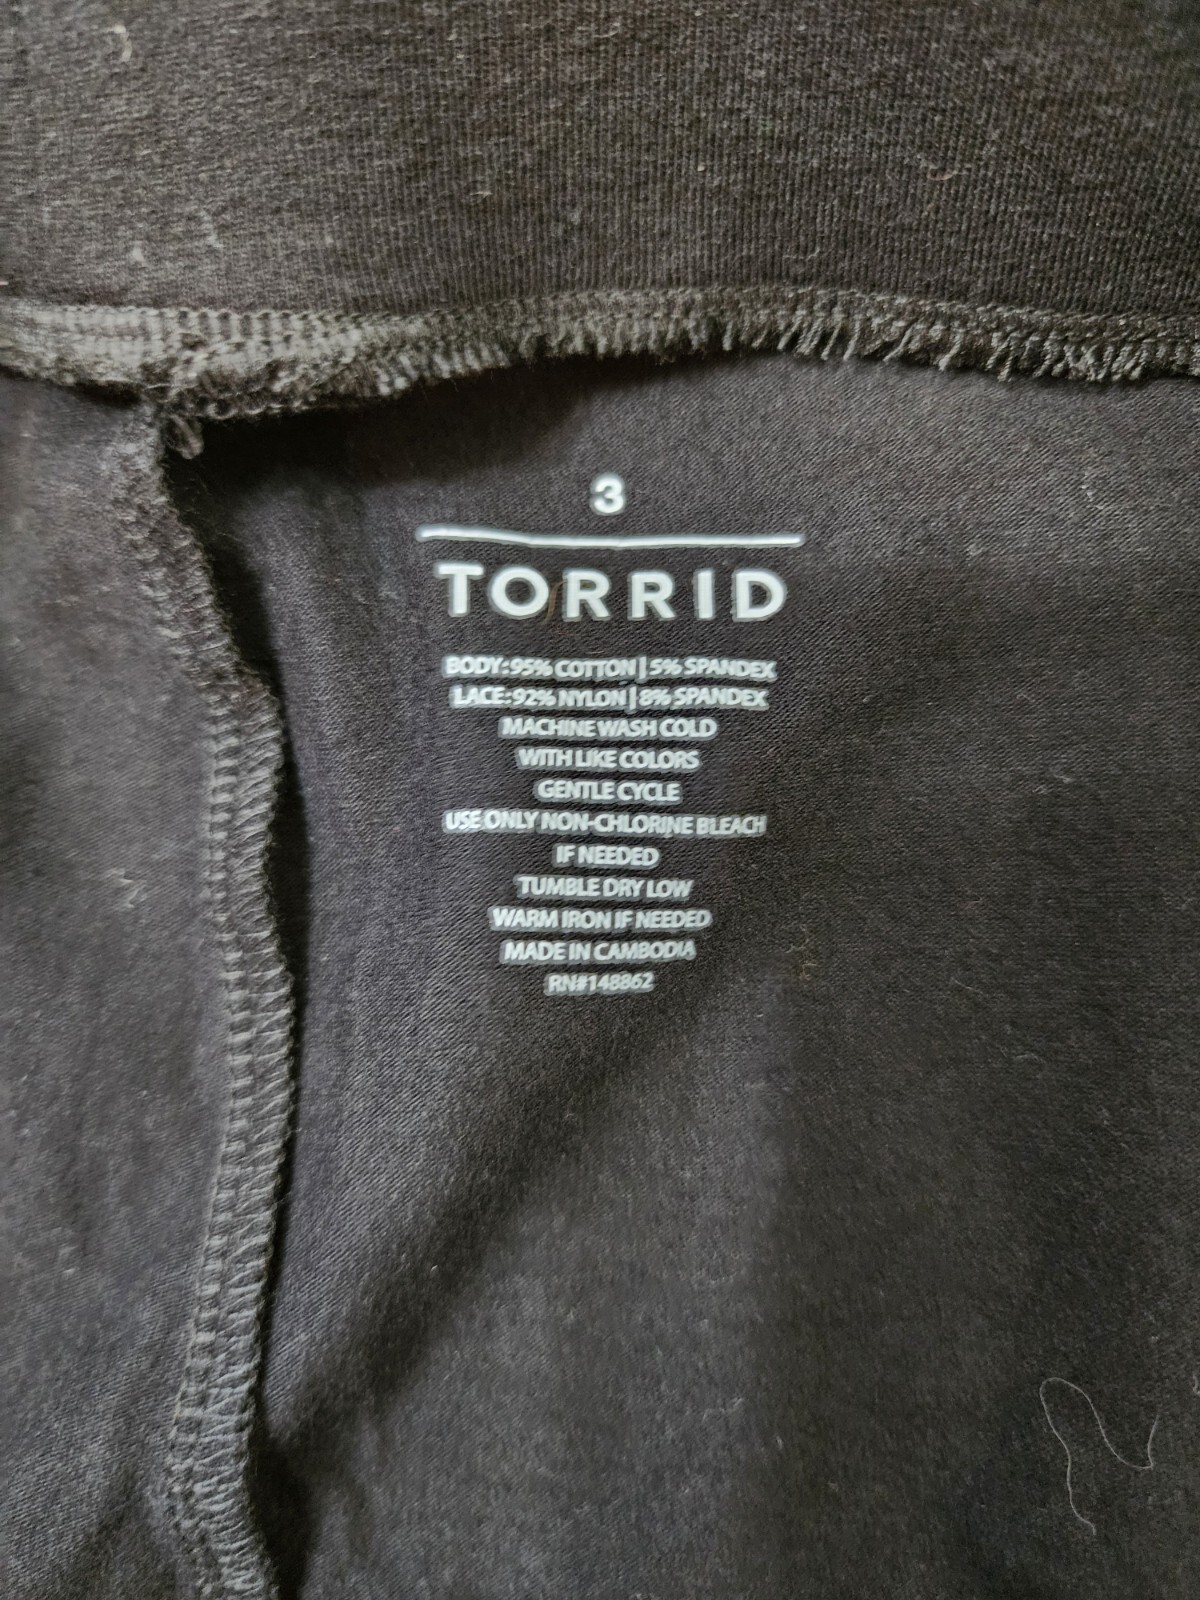 3
TORRID
BODY: 95% COTTON | 5% SPANDEX
LACE: 92% NYLON | 8% SPANDEX
MACHINE WASH COLD
WITH LIKE COLORS
GENTLE CYCLE
USE ONLY NON-CHLORINE BLEACH
IF NEEDED
TUMBLE DRY LOW
WARM IRON IF NEEDED
MADE IN CAMBODIA
RN#148862